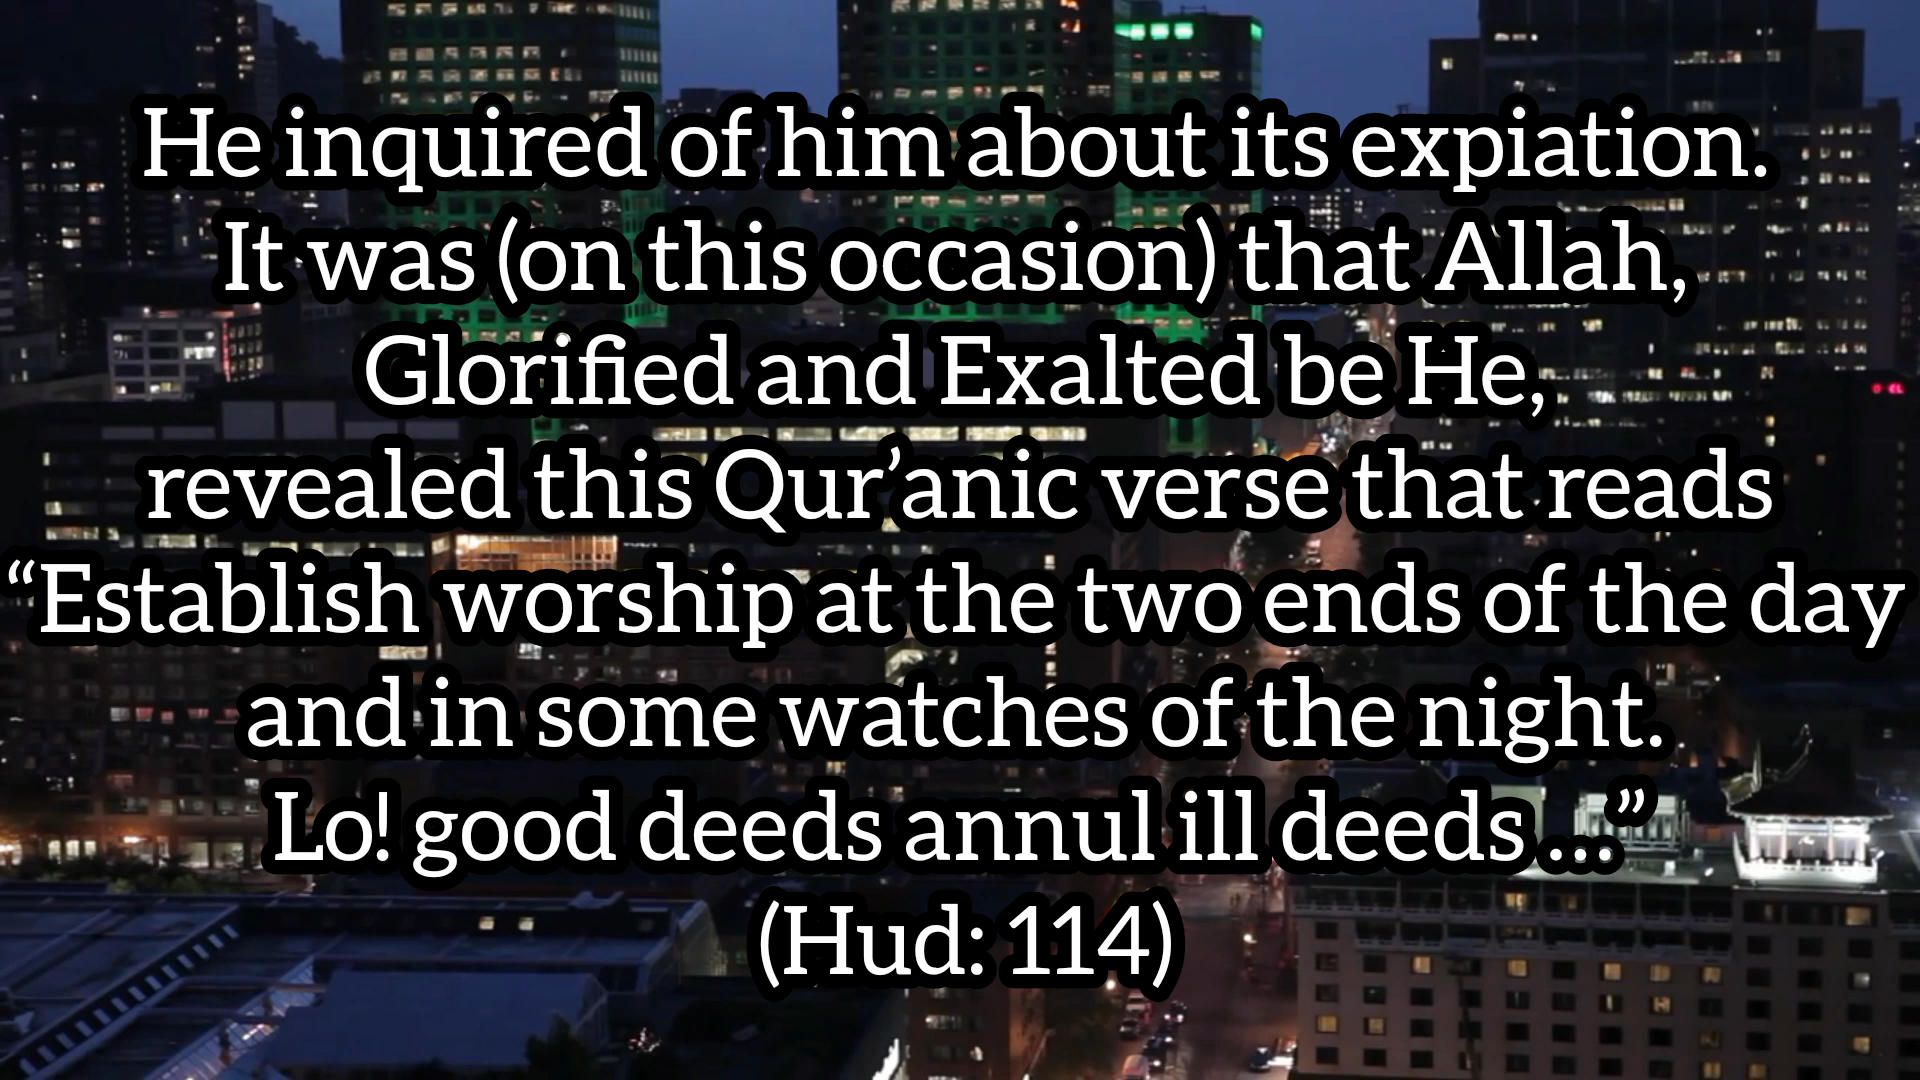 He inquired of him about its expiation.
It was (on this occasion) that Allah,
Glorified and Exalted be He,
revealed this Qur’anic verse that reads
“Establish worship at the two ends of the day
and in some watches of the night.
Lo! good deeds annul ill deeds ...”
(Hud: 114)